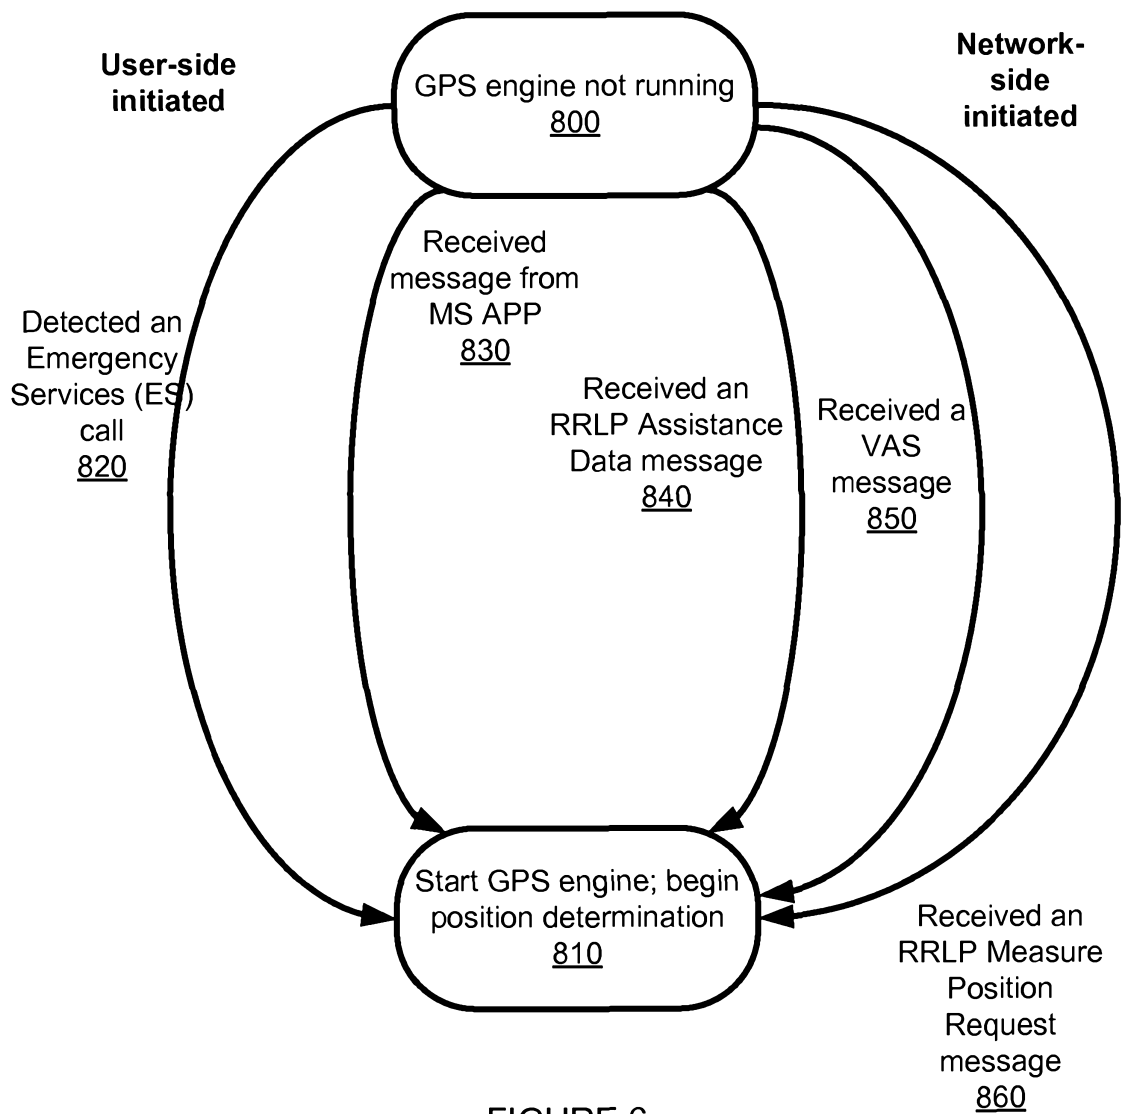 User-side
initiated
GPS engine not running
800
Network-
side
initiated
Received
message from
MS APP
830
Detected an
Emergency
Services (ES)
call
820
Received an
RRLP Assistance
Data message
840
Received a
VAS
message
850
Start GPS engine; begin
position determination
810
Received an
RRLP Measure
Position
Request
message
860
FIGURE 6